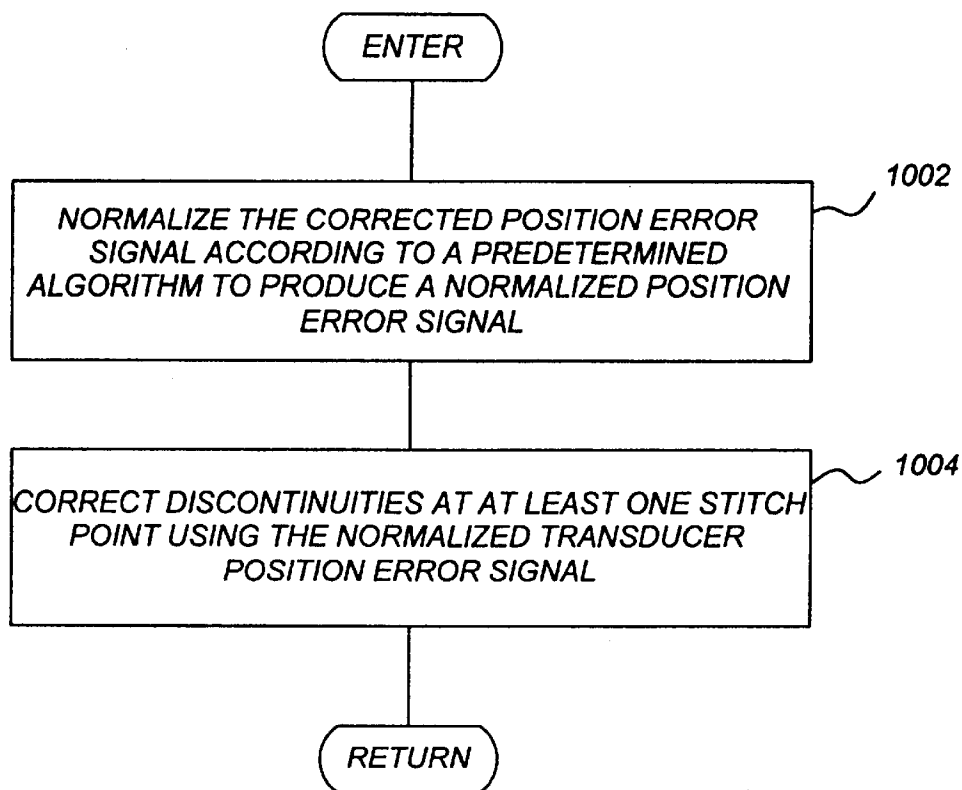 ENTER
1002
NORMALIZE THE CORRECTED POSITION ERROR
SIGNAL ACCORDING TO A PREDETERMINED
ALGORITHM TO PRODUCE A NORMALIZED POSITION
ERROR SIGNAL
1004
CORRECT DISCONTINUITIES AT AT LEAST ONE STITCH
POINT USING THE NORMALIZED TRANSDUCER
POSITION ERROR SIGNAL
RETURN